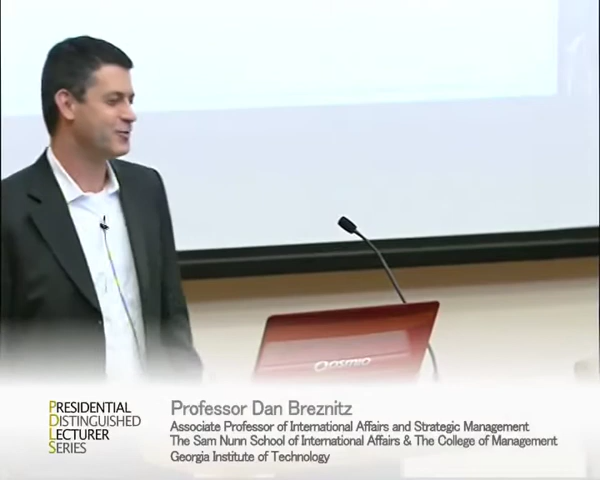 Qosmio
PRESIDENTIAL
DISTINGUISHED
LECTURER
SERIES
Professor Dan Breznitz
Associate Professor of International Affairs and Strategic Management
The Sam Nunn School of International Affairs & The College of Management
Georgia Institute of Technology